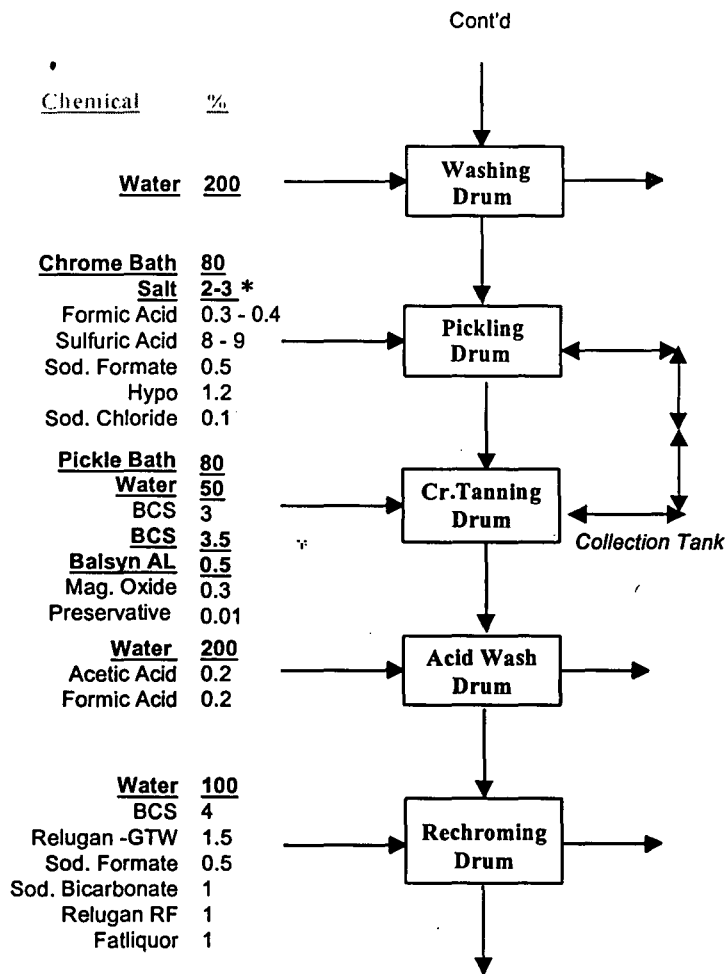 Cont'd
Chemical %
Water 200
Washing
Drum
Chrome Bath 80
Salt 2-3 *
Formic Acid 0.3 - 0.4
Sulfuric Acid 8 - 9
Sod. Formate 0.5
Hypo 1.2
Sod. Chloride 0.1
Pickling
Drum
Pickle Bath 80
Water 50
BCS 3
BCS 3.5
Balsyn AL 0.5
Mag. Oxide 0.3
Preservative 0.01
Cr.Tanning
Drum
Collection Tank
Water 200
Acetic Acid 0.2
Formic Acid 0.2
Acid Wash
Drum
Water 100
BCS 4
Relugan -GTW 1.5
Sod. Formate 0.5
Sod. Bicarbonate 1
Relugan RF 1
Fatliquor 1
Rechroming
Drum